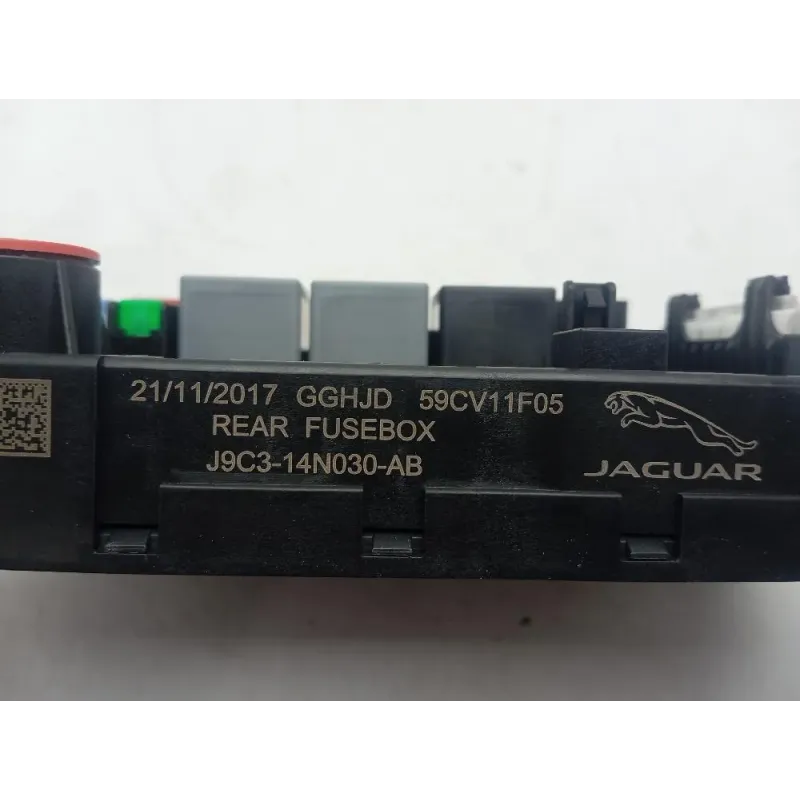 21/11/2017 GGHJD 59CV11F05
REAR FUSEBOX
J9C3-14N030-AB
JAGUAR